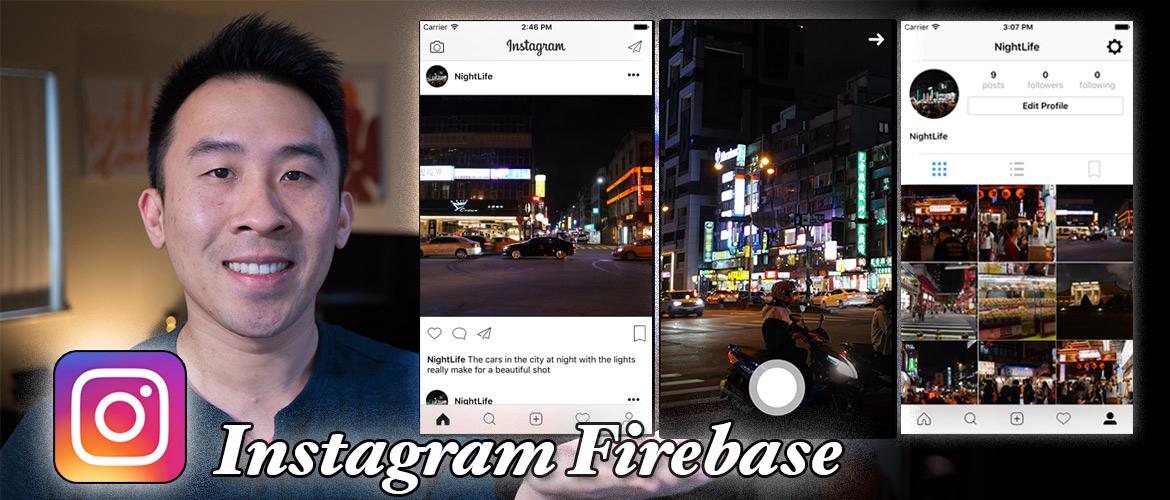 Carrier 2:46 PM
Instagram
NightLife
NightLife The cars in the city at night with the lights
really make for a beautiful shot
NightLife
Carrier 3:07 PM
NightLife
9 0 0
posts followers following
Edit Profile
NightLife
Instagram Firebase